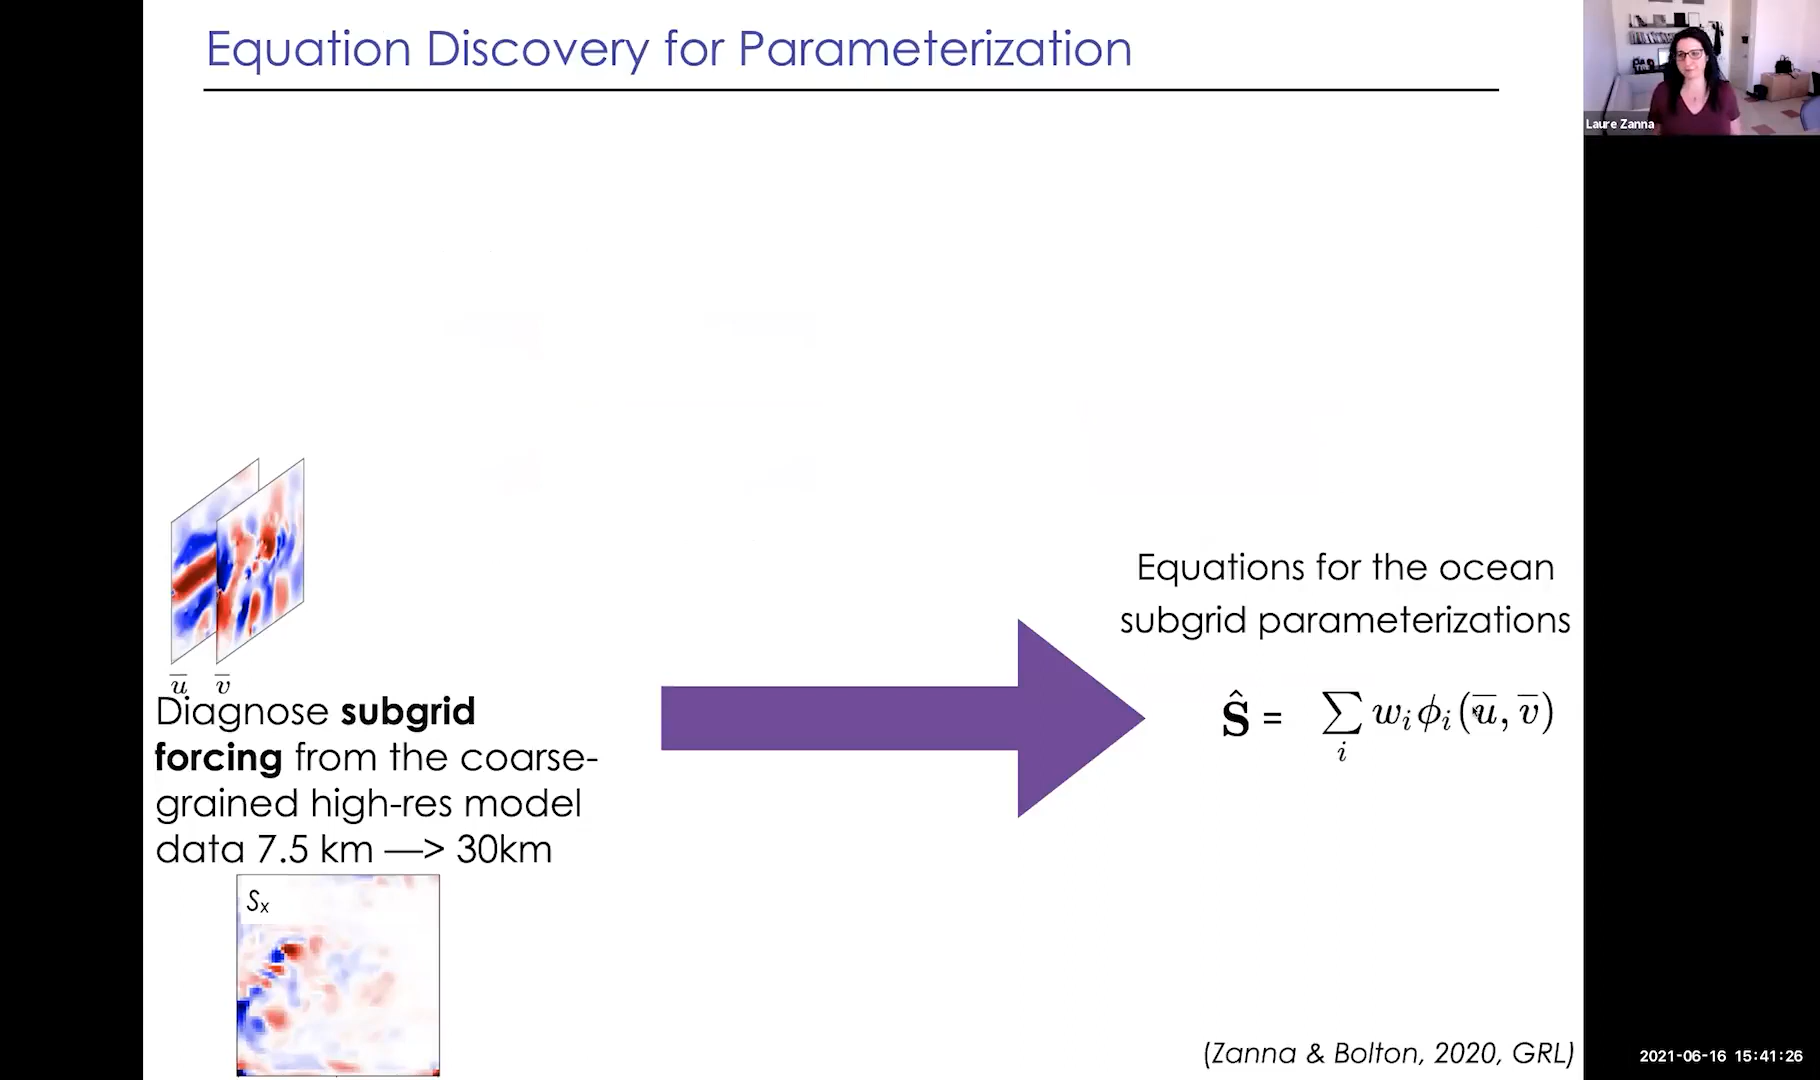 Equation Discovery for Parameterization
Laure Zanna
u̅ v̅
Diagnose subgrid
forcing from the coarse-
grained high-res model
data 7.5 km —> 30km
Sₓ
Equations for the ocean
subgrid parameterizations
Ŝ = ∑ᵢ wᵢϕᵢ(u̅, v̅)
(Zanna & Bolton, 2020, GRL)
2021-06-16 15:41:26